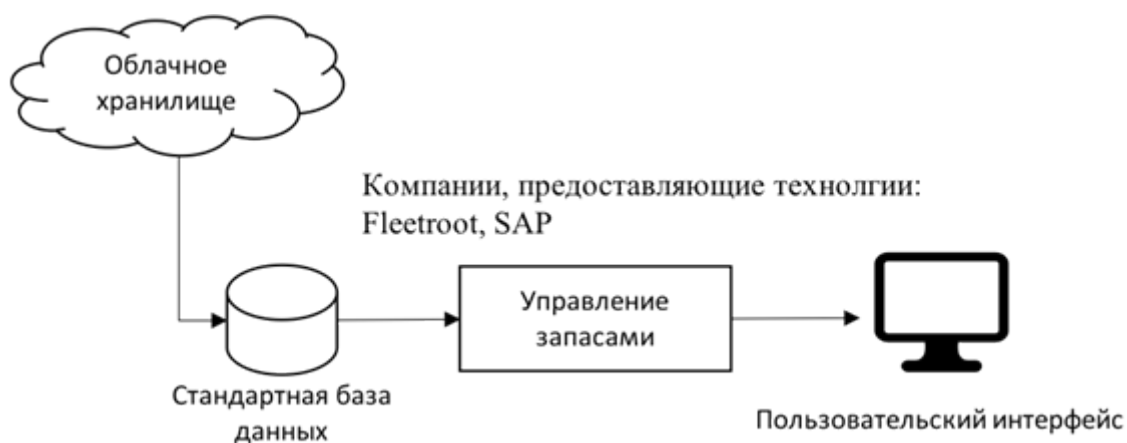 Облачное
хранилище
Компании, предоставляющие технолгии:
Fleetroot, SAP
Управление
запасами
Стандартная база
данных
Пользовательский интерфейс